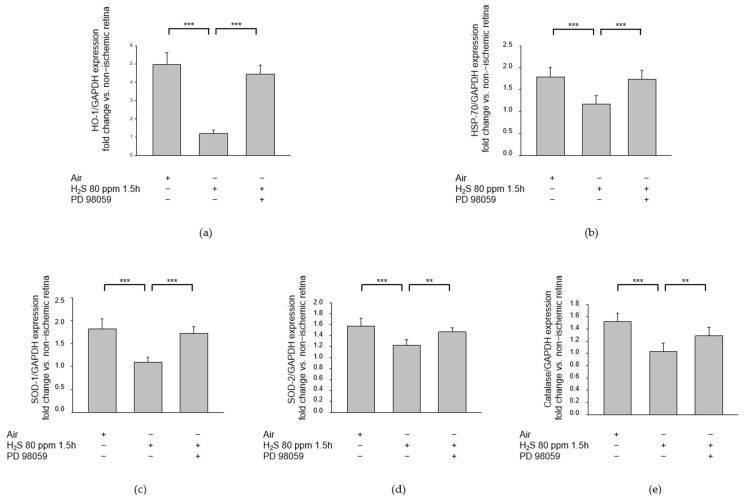 *** ***
HO-1/GAPDH expression
fold change vs. non-ischemic retina
6
5
4
3
2
1
0
Air + − −
H₂S 80 ppm 1.5h − + +
PD 98059 − − +
(a)
*** ***
HSP-70/GAPDH expression
fold change vs. non-ischemic retina
2.0
1.5
1.0
0.5
0.0
Air + − −
H₂S 80 ppm 1.5h − + +
PD 98059 − − +
(b)
*** ***
SOD-1/GAPDH expression
fold change vs. non-ischemic retina
2.5
2.0
1.5
1.0
0.5
0.0
Air + − −
H₂S 80 ppm 1.5h − + +
PD 98059 − − +
(c)
*** **
SOD-2/GAPDH expression
fold change vs. non-ischemic retina
2.0
1.8
1.6
1.4
1.2
1.0
0.8
0.6
0.4
0.2
0.0
Air + − −
H₂S 80 ppm 1.5h − + +
PD 98059 − − +
(d)
*** **
Catalase/GAPDH expression
fold change vs. non-ischemic retina
1.8
1.6
1.4
1.2
1.0
0.8
0.6
0.4
0.2
0.0
Air + − −
H₂S 80 ppm 1.5h − + +
PD 98059 − − +
(e)